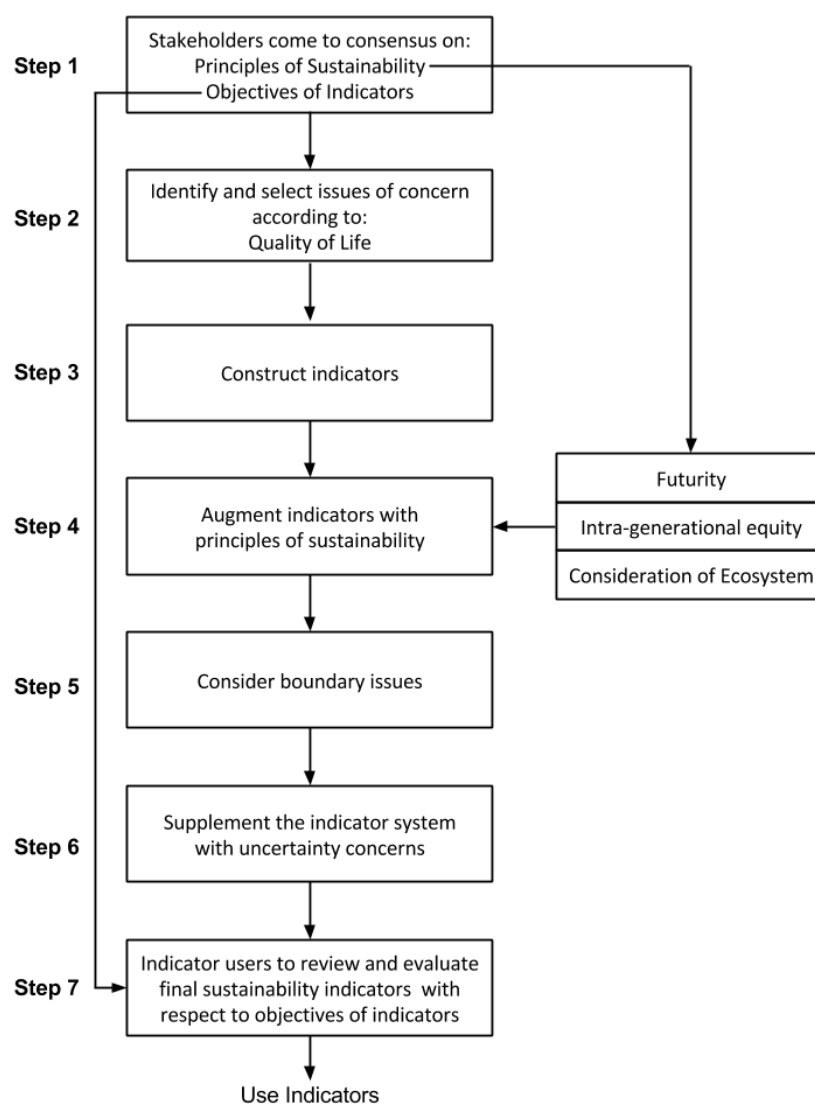 Step 1
Stakeholders come to consensus on:
Principles of Sustainability
Objectives of Indicators
Step 2
Identify and select issues of concern
according to:
Quality of Life
Step 3
Construct indicators
Step 4
Augment indicators with
principles of sustainability
Futurity
Intra-generational equity
Consideration of Ecosystem
Step 5
Consider boundary issues
Step 6
Supplement the indicator system
with uncertainty concerns
Step 7
Indicator users to review and evaluate
final sustainability indicators with
respect to objectives of indicators
Use Indicators